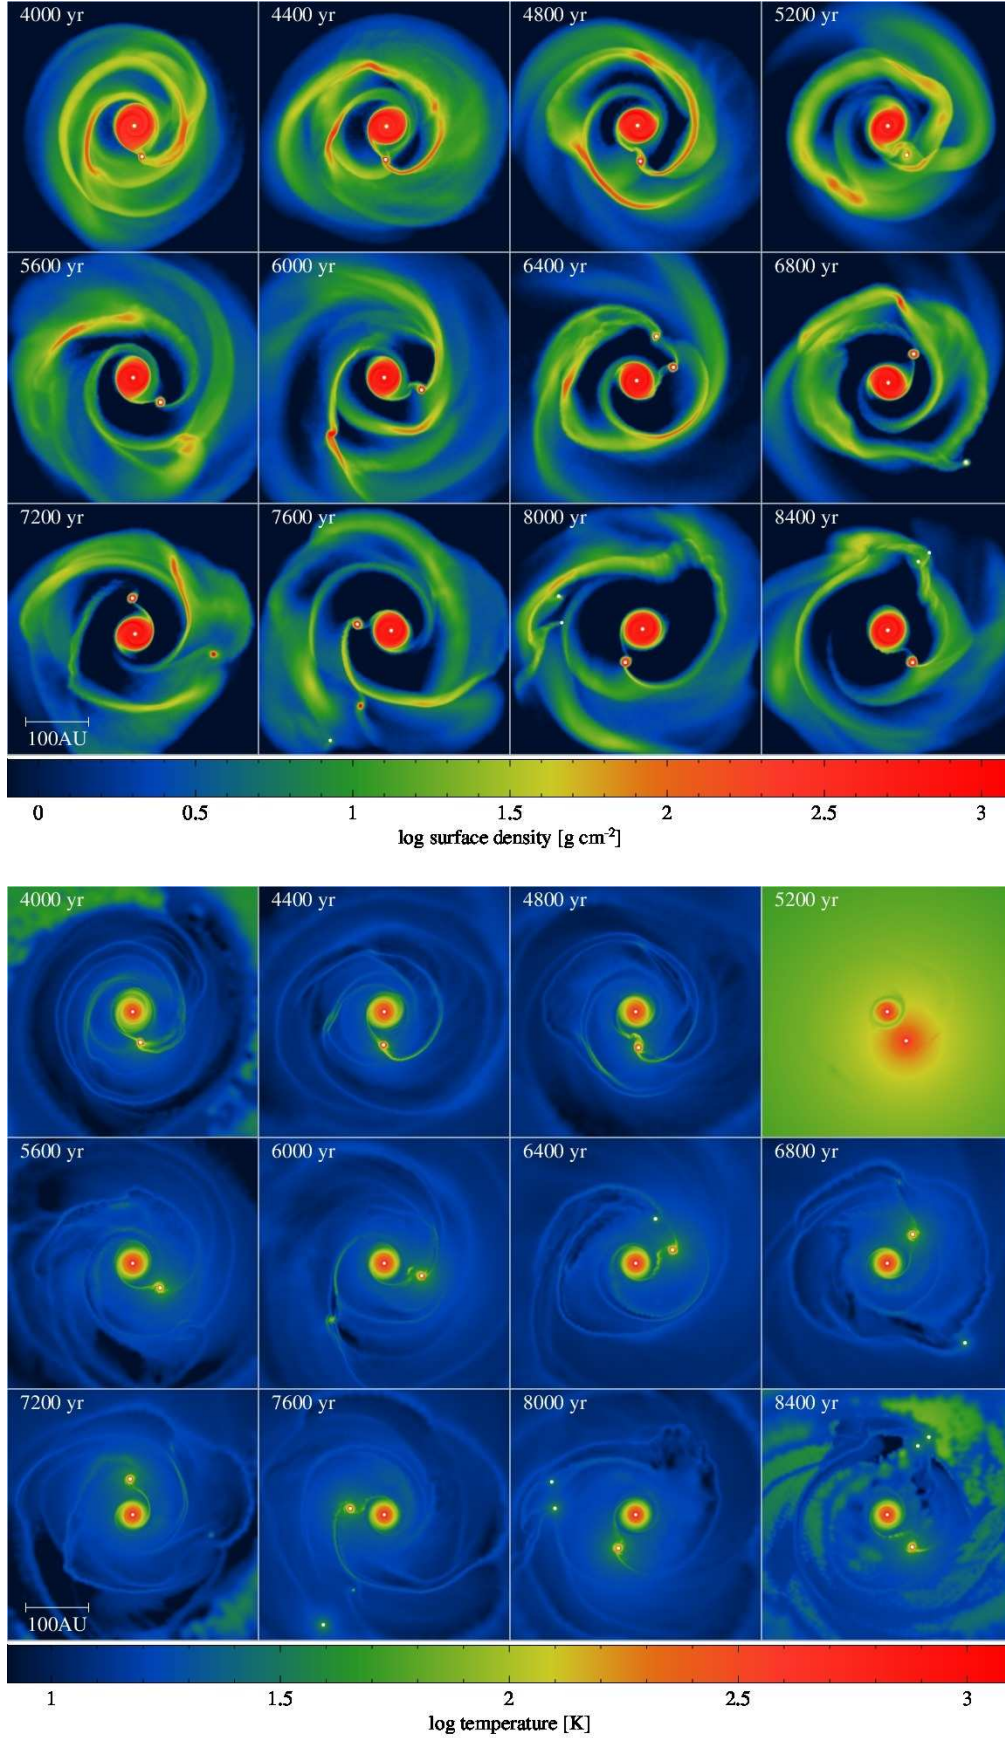 4000 yr 4400 yr 4800 yr 5200 yr
5600 yr 6000 yr 6400 yr 6800 yr
7200 yr 7600 yr 8000 yr 8400 yr
100AU
0 0.5 1 1.5 2 2.5 3
log surface density [g cm⁻²]
4000 yr 4400 yr 4800 yr 5200 yr
5600 yr 6000 yr 6400 yr 6800 yr
7200 yr 7600 yr 8000 yr 8400 yr
100AU
1 1.5 2 2.5 3
log temperature [K]